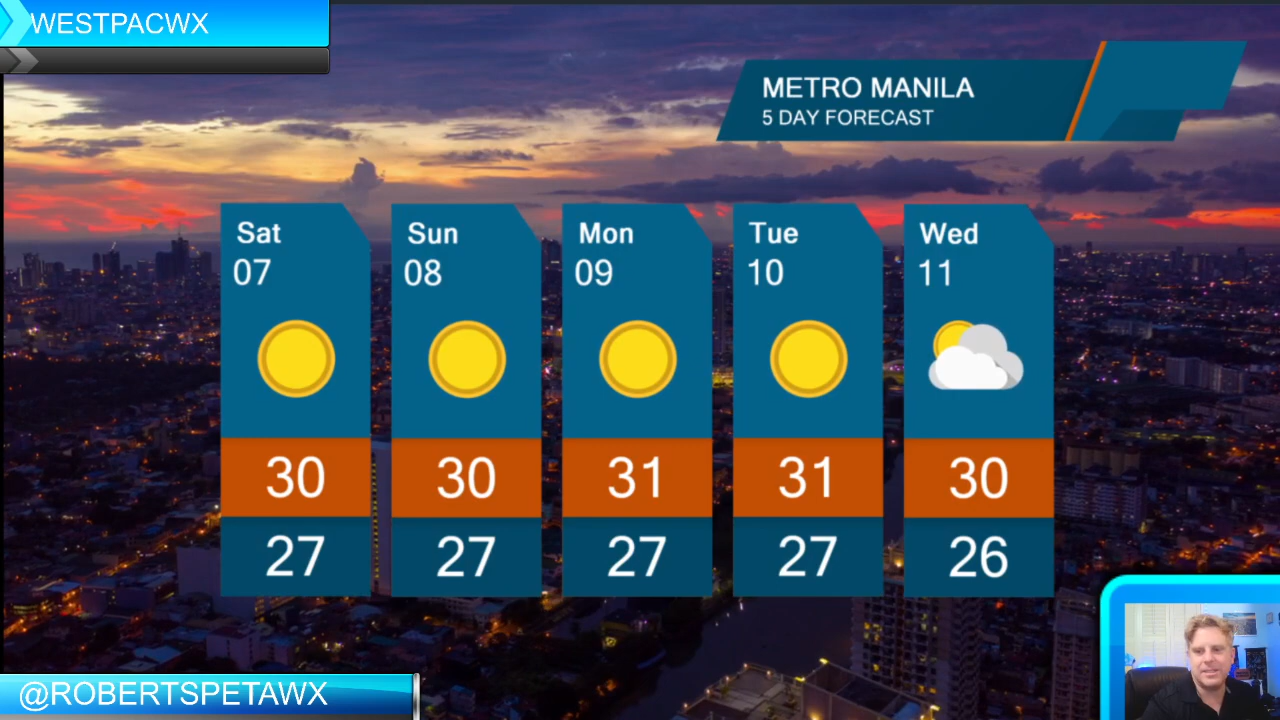 WESTPACWX
METRO MANILA
5 DAY FORECAST
Sat
07
30
27
Sun
08
30
27
Mon
09
31
27
Tue
10
31
27
Wed
11
30
26
@ROBERTSPETAWX